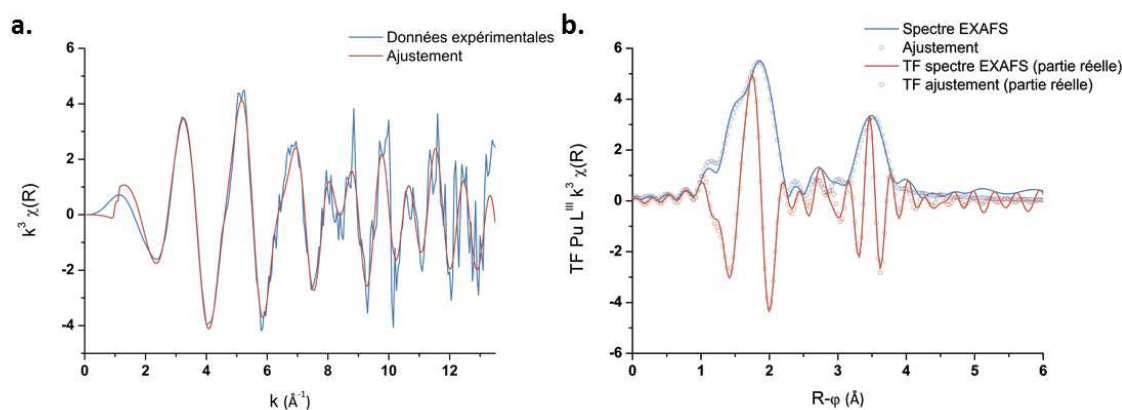 a.
Données expérimentales
Ajustement
k³ χ(R)
6
4
2
0
-2
-4
0 2 4 6 8 10 12
k (Å⁻¹)
b.
Spectre EXAFS
Ajustement
TF spectre EXAFS (partie réelle)
TF ajustement (partie réelle)
TF Pu Lᴵᴵᴵ k³ χ(R)
6
4
2
0
-2
-4
-6
0 1 2 3 4 5 6
R-φ (Å)